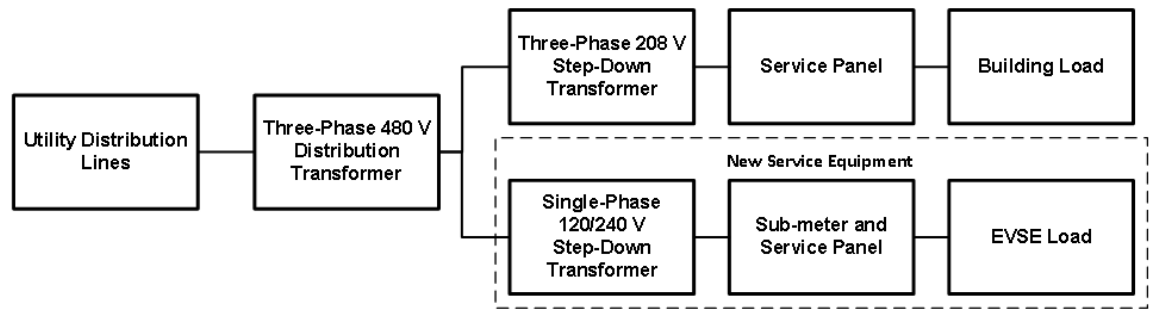 Utility Distribution
Lines
Three-Phase 480 V
Distribution
Transformer
Three-Phase 208 V
Step-Down
Transformer
Service Panel
Building Load
New Service Equipment
Single-Phase
120/240 V
Step-Down
Transformer
Sub-meter and
Service Panel
EVSE Load